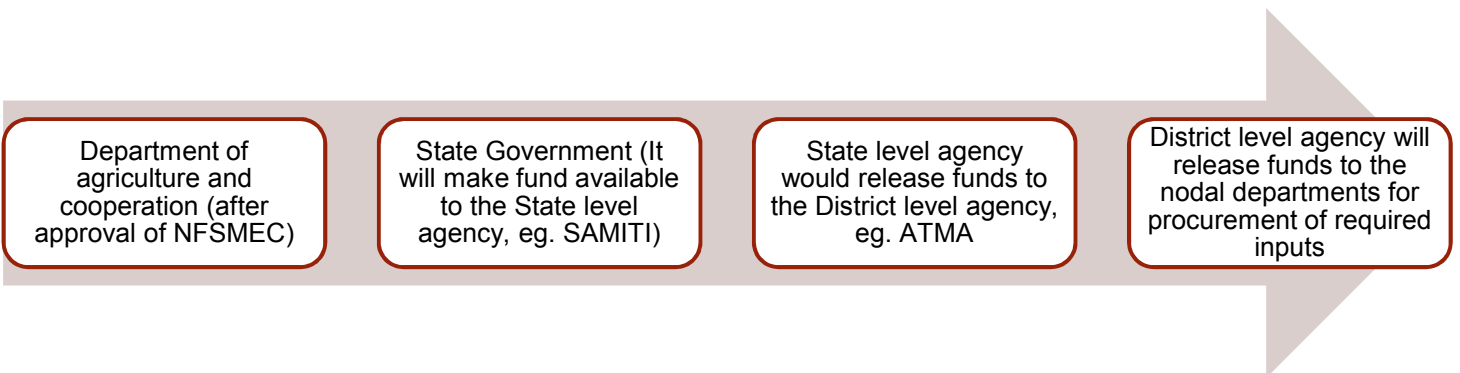 Department of
agriculture and
cooperation (after
approval of NFSMEC)
State Government (It
will make fund available
to the State level
agency, eg. SAMITI)
State level agency
would release funds to
the District level agency,
eg. ATMA
District level agency will
release funds to the
nodal departments for
procurement of required
inputs